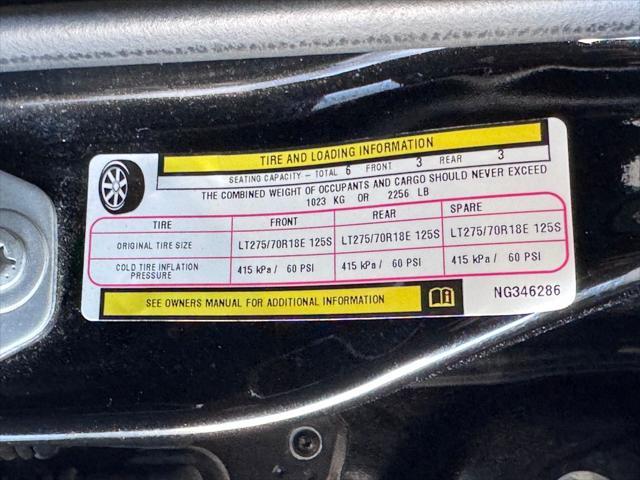 TIRE AND LOADING INFORMATION
SEATING CAPACITY - TOTAL 6 FRONT 3 REAR 3
THE COMBINED WEIGHT OF OCCUPANTS AND CARGO SHOULD NEVER EXCEED
1023 KG OR 2256 LB
TIRE FRONT REAR SPARE
ORIGINAL TIRE SIZE LT275/70R18E 125S LT275/70R18E 125S LT275/70R18E 125S
COLD TIRE INFLATION PRESSURE 415 kPa / 60 PSI 415 kPa / 60 PSI 415 kPa / 60 PSI
SEE OWNERS MANUAL FOR ADDITIONAL INFORMATION
NG346286